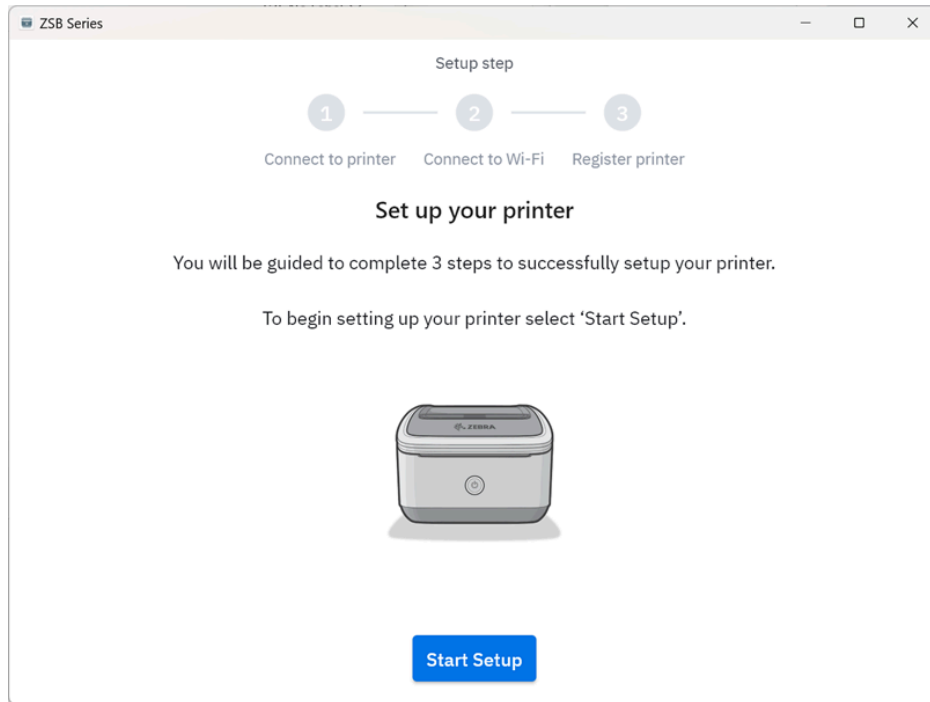 ZSB Series
Setup step
1 2 3
Connect to printer Connect to Wi-Fi Register printer
Set up your printer
You will be guided to complete 3 steps to successfully setup your printer.
To begin setting up your printer select ‘Start Setup’.
ZEBRA
Start Setup